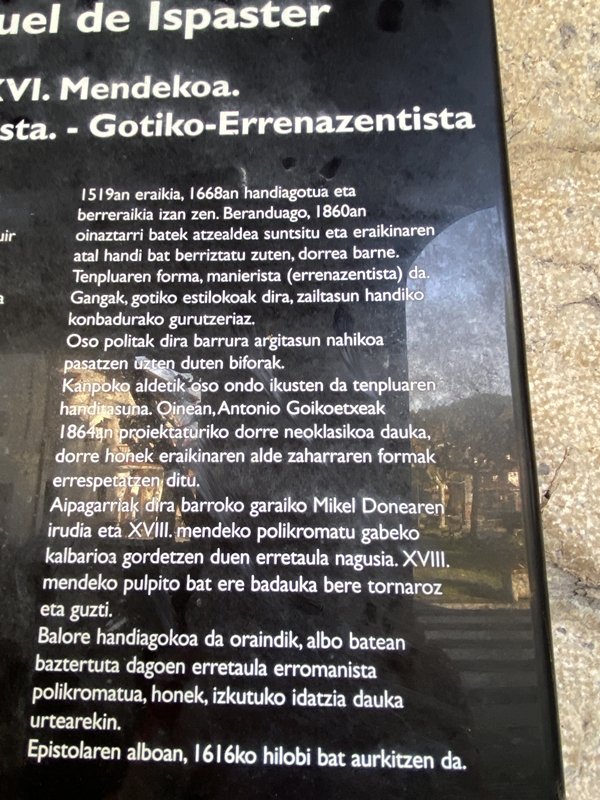 uel de Ispaster
XVI. Mendekoa.
sta. - Gotiko-Errenazentista
1519an eraikia, 1668an handiagotua eta
berreraikia izan zen. Beranduago, 1860an
uir
oinaztarri batek atzealdea suntsitu eta eraikinaren
atal handi bat berriztatu zuten, dorrea barne.
Tenpluaren forma, manierista (errenazentista) da.
a
Gangak, gotiko estilokoak dira, zailtasun handiko
konbadurako gurutzeriaz.
Oso politak dira barrura argitasun nahikoa
pasatzen uzten duten biforak.
Kanpoko aldetik oso ondo ikusten da tenpluaren
handitasuna. Oinean, Antonio Goikoetxeak
1864an proiektaturiko dorre neoklasikoa dauka,
dorre honek eraikinaren alde zaharraren formak
errespetatzen ditu.
Aipagarriak dira barroko garaiko Mikel Donearen
irudia eta XVIII. mendeko polikromatu gabeko
kalbarioa gordetzen duen erretaula nagusia. XVIII.
mendeko pulpito bat ere badauka bere tornaroz
eta guzti.
Balore handiagokoa da oraindik, albo batean
baztertuta dagoen erretaula erromanista
polikromatua, honek, izkutuko idatzia dauka
urtearekin.
Epistolaren alboan, 1616ko hilobi bat aurkitzen da.